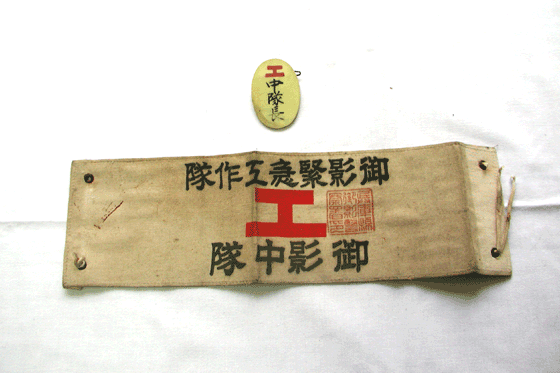 工
中隊長
御影緊急工作隊
工
御影中隊